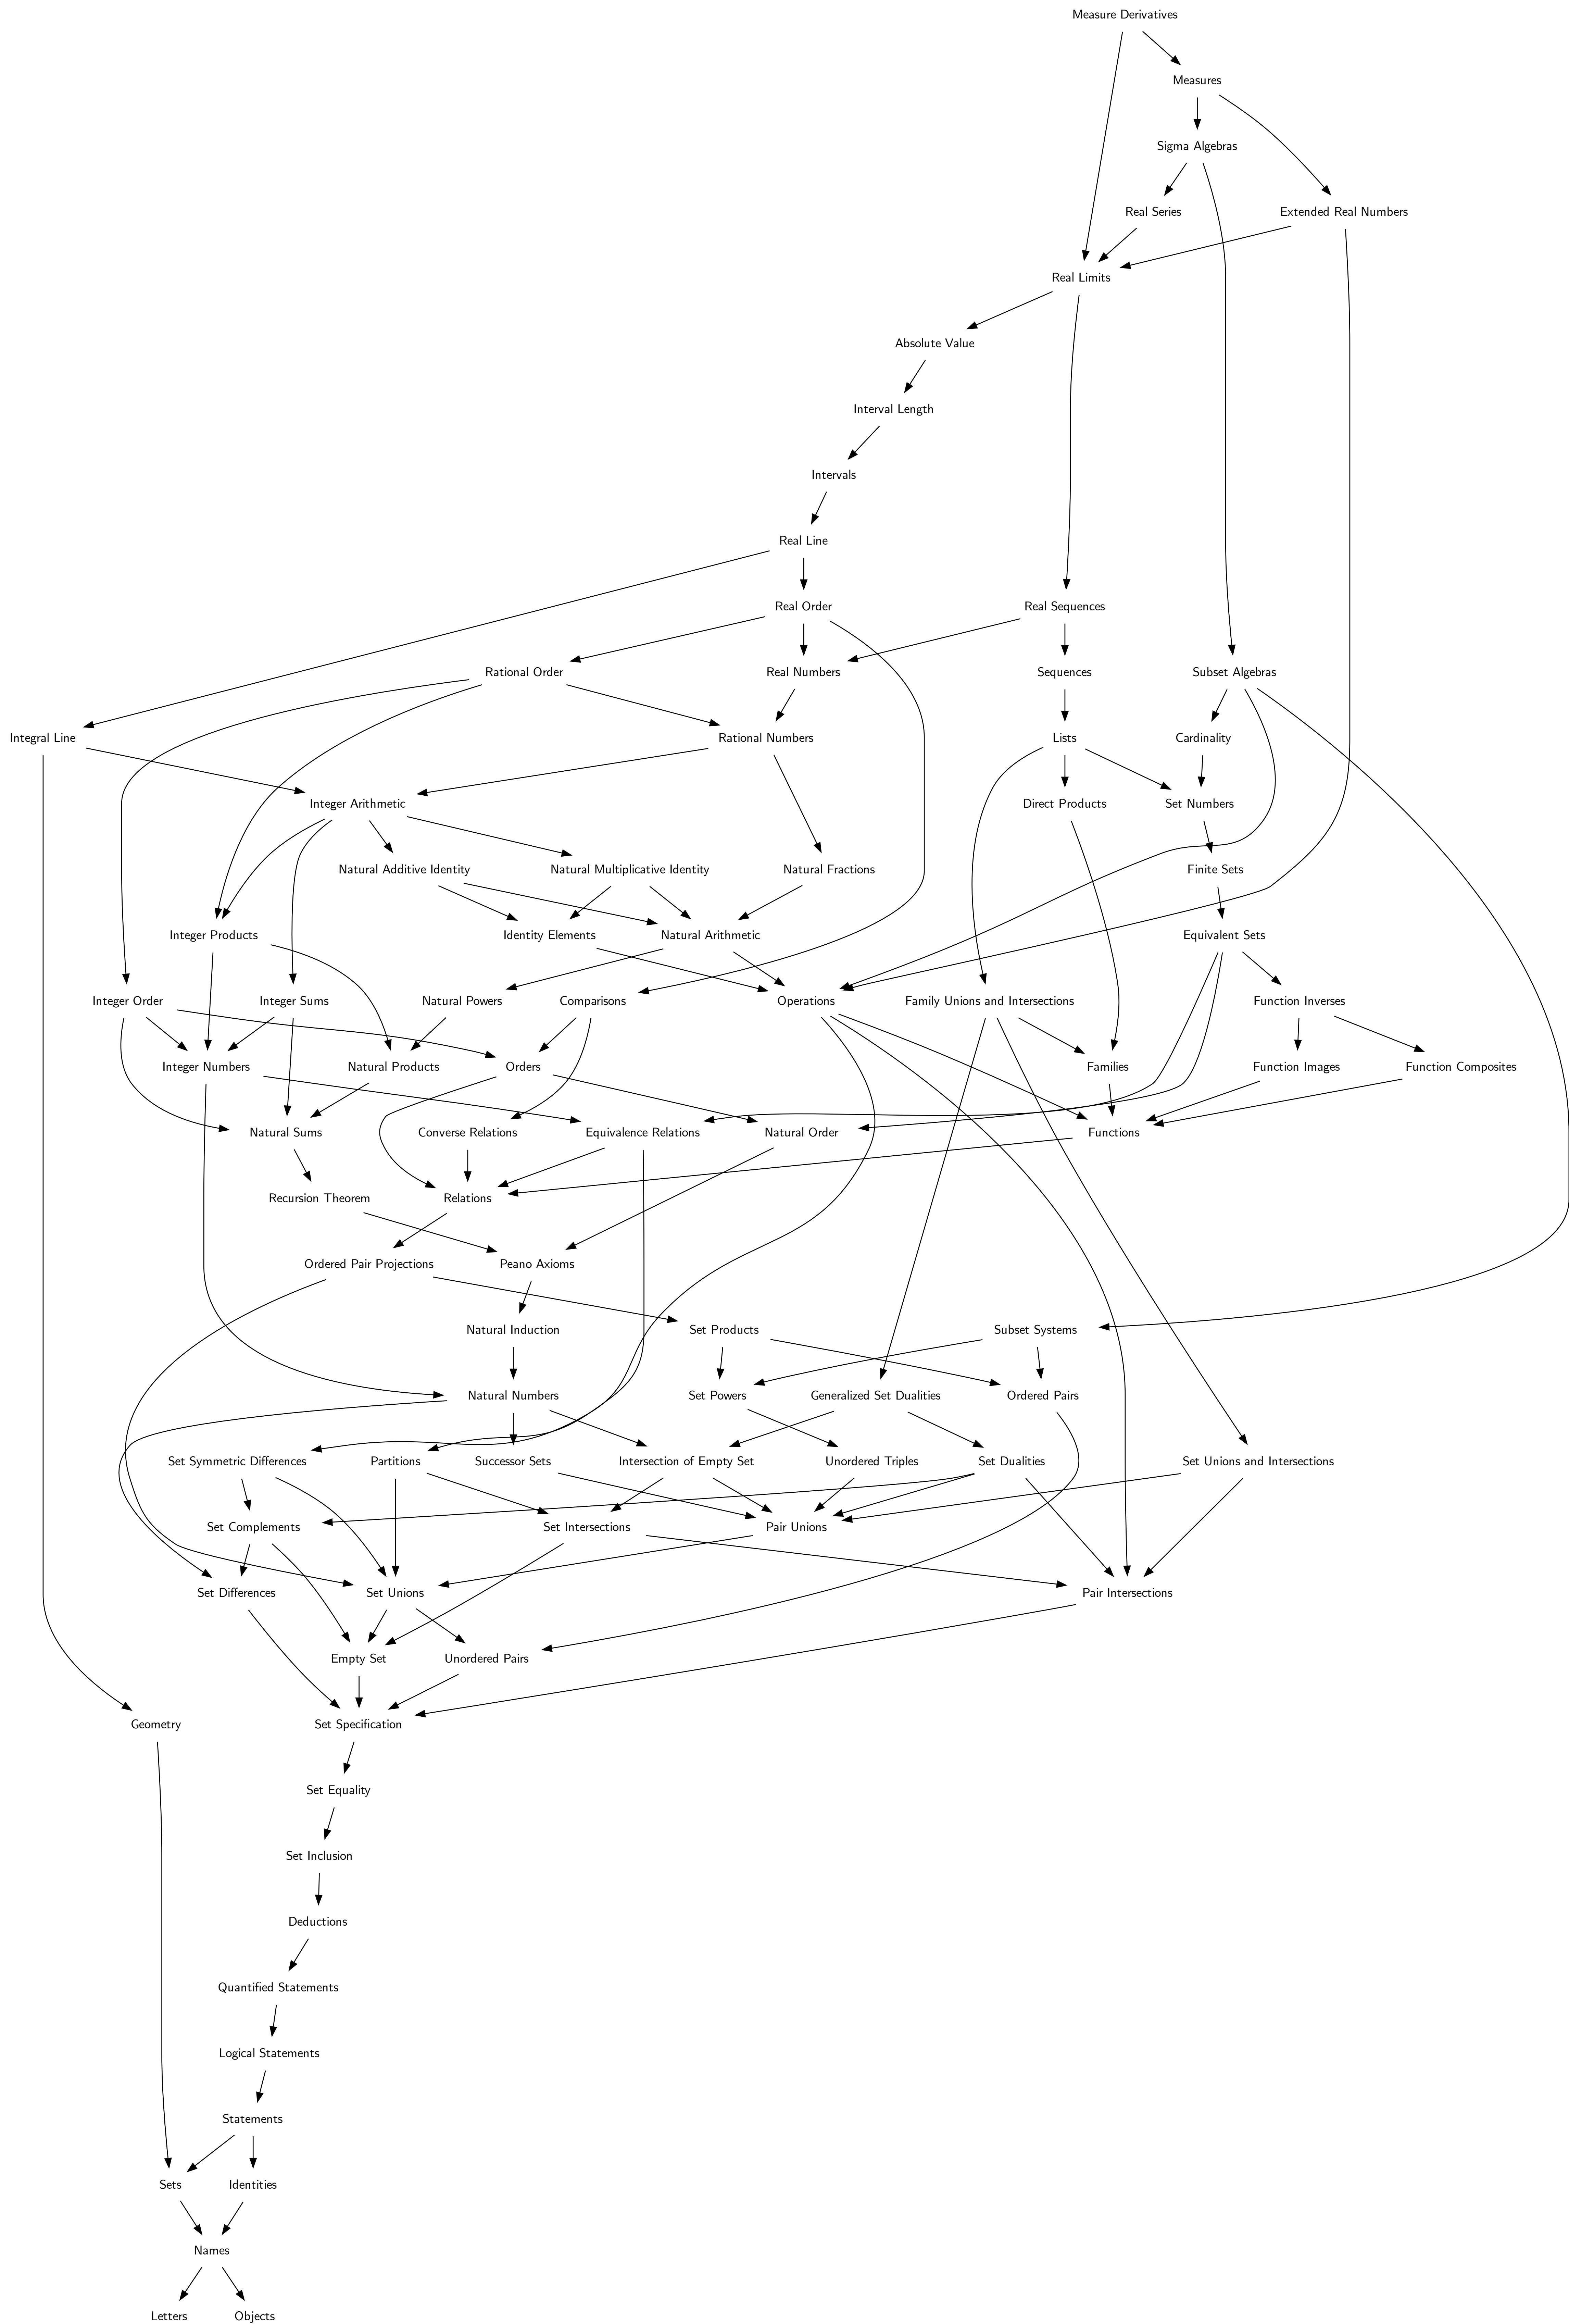 Measure Derivatives
Measures
Sigma Algebras
Real Series
Extended Real Numbers
Real Limits
Absolute Value
Interval Length
Intervals
Real Line
Real Order
Real Sequences
Rational Order
Real Numbers
Sequences
Subset Algebras
Integral Line
Rational Numbers
Lists
Cardinality
Integer Arithmetic
Direct Products
Set Numbers
Natural Additive Identity
Natural Multiplicative Identity
Natural Fractions
Finite Sets
Integer Products
Identity Elements
Natural Arithmetic
Equivalent Sets
Integer Order
Integer Sums
Natural Powers
Comparisons
Operations
Family Unions and Intersections
Function Inverses
Integer Numbers
Natural Products
Orders
Families
Function Images
Function Composites
Natural Sums
Converse Relations
Equivalence Relations
Natural Order
Functions
Recursion Theorem
Relations
Ordered Pair Projections
Peano Axioms
Natural Induction
Set Products
Subset Systems
Natural Numbers
Set Powers
Generalized Set Dualities
Ordered Pairs
Set Symmetric Differences
Partitions
Successor Sets
Intersection of Empty Set
Unordered Triples
Set Dualities
Set Unions and Intersections
Set Complements
Set Intersections
Pair Unions
Set Differences
Set Unions
Pair Intersections
Empty Set
Unordered Pairs
Geometry
Set Specification
Set Equality
Set Inclusion
Deductions
Quantified Statements
Logical Statements
Statements
Sets
Identities
Names
Letters
Objects